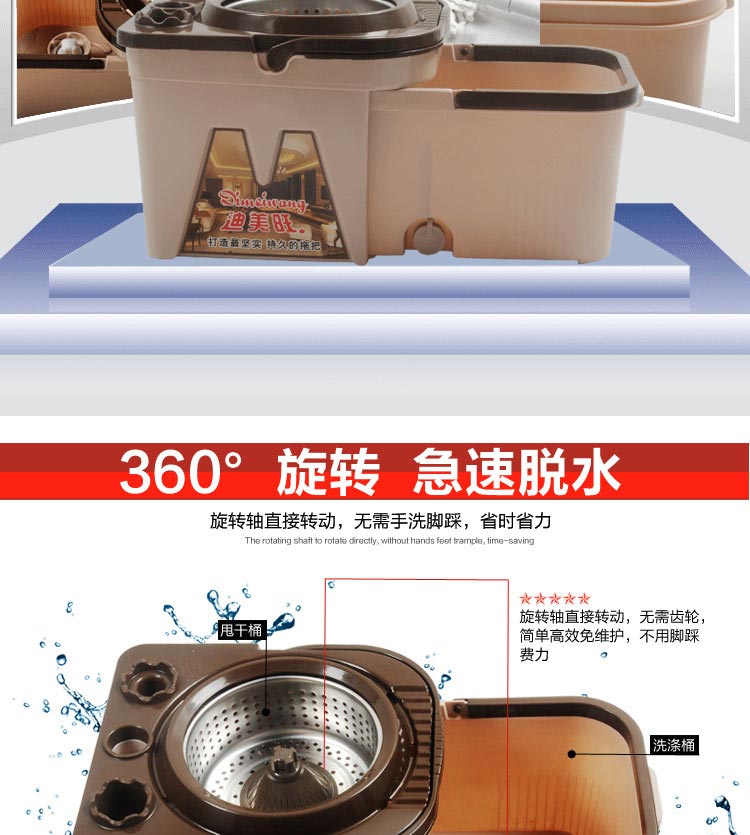 Dimeiwang
迪美旺
打造最坚实 持久的拖把
360° 旋转 急速脱水
旋转轴直接转动，无需手洗脚踩，省时省力
The rotating shaft to rotate directly, without hands feet trample, time-saving
旋转轴直接转动，无需齿轮，
简单高效免维护，不用脚踩
费力
甩干桶
洗涤桶